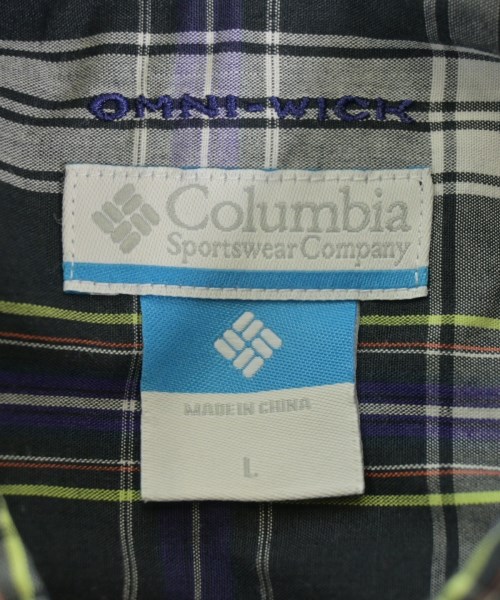 OMNI-WICK
Columbia
Sportswear Company
MADE IN CHINA
L